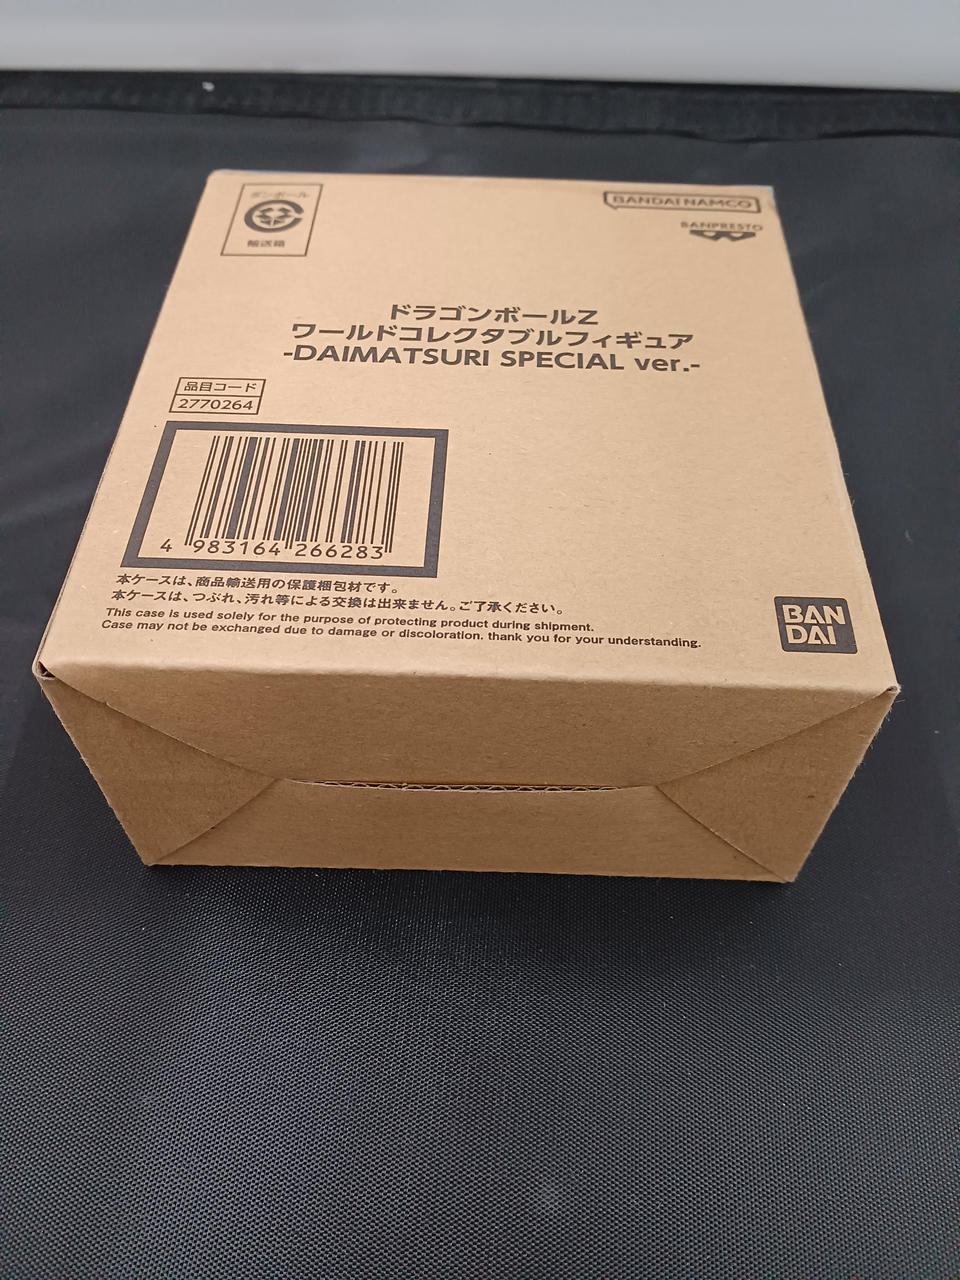 ダンボール
輸送箱
BANDAI NAMCO
BANPRESTO
ドラゴンボールZ
ワールドコレクタブルフィギュア
-DAIMATSURI SPECIAL ver.-
品目コード
2770264
4 983164 266283
本ケースは、商品輸送用の保護梱包材です。
本ケースは、つぶれ、汚れ等による交換は出来ません。ご了承ください。
This case is used solely for the purpose of protecting product during shipment.
Case may not be exchanged due to damage or discoloration. thank you for your understanding.
BAN
DAI